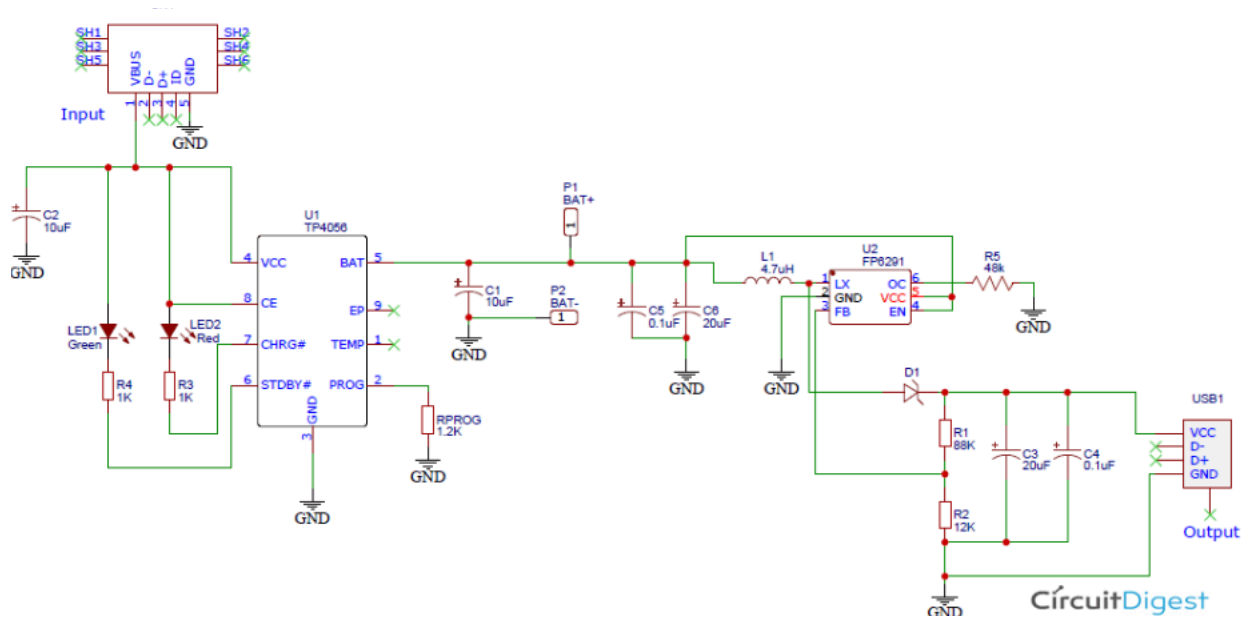 SH1
SH3
SH5
SH2
SH4
SH6
VBUS
D-
D+
ID
GND
1
2
3
4
5
Input
GND
C2
10uF
GND
LED1
Green
LED2
Red
R4
1K
R3
1K
U1
TP4056
4 VCC
8 CE
7 CHRG#
6 STDBY#
BAT 5
EP 9
TEMP 1
PROG 2
GND
3
GND
RPROG
1.2K
GND
P1
BAT+
1
C1
10uF
P2
BAT-
1
GND
C5
0.1uF
C6
20uF
GND
L1
4.7uH
U2
FP6291
1 LX
2 GND
3 FB
OC 6
VCC 5
EN 4
R5
48k
GND
GND
D1
R1
88K
R2
12K
C3
20uF
C4
0.1uF
USB1
VCC
D-
D+
GND
Output
GND
CircuitDigest